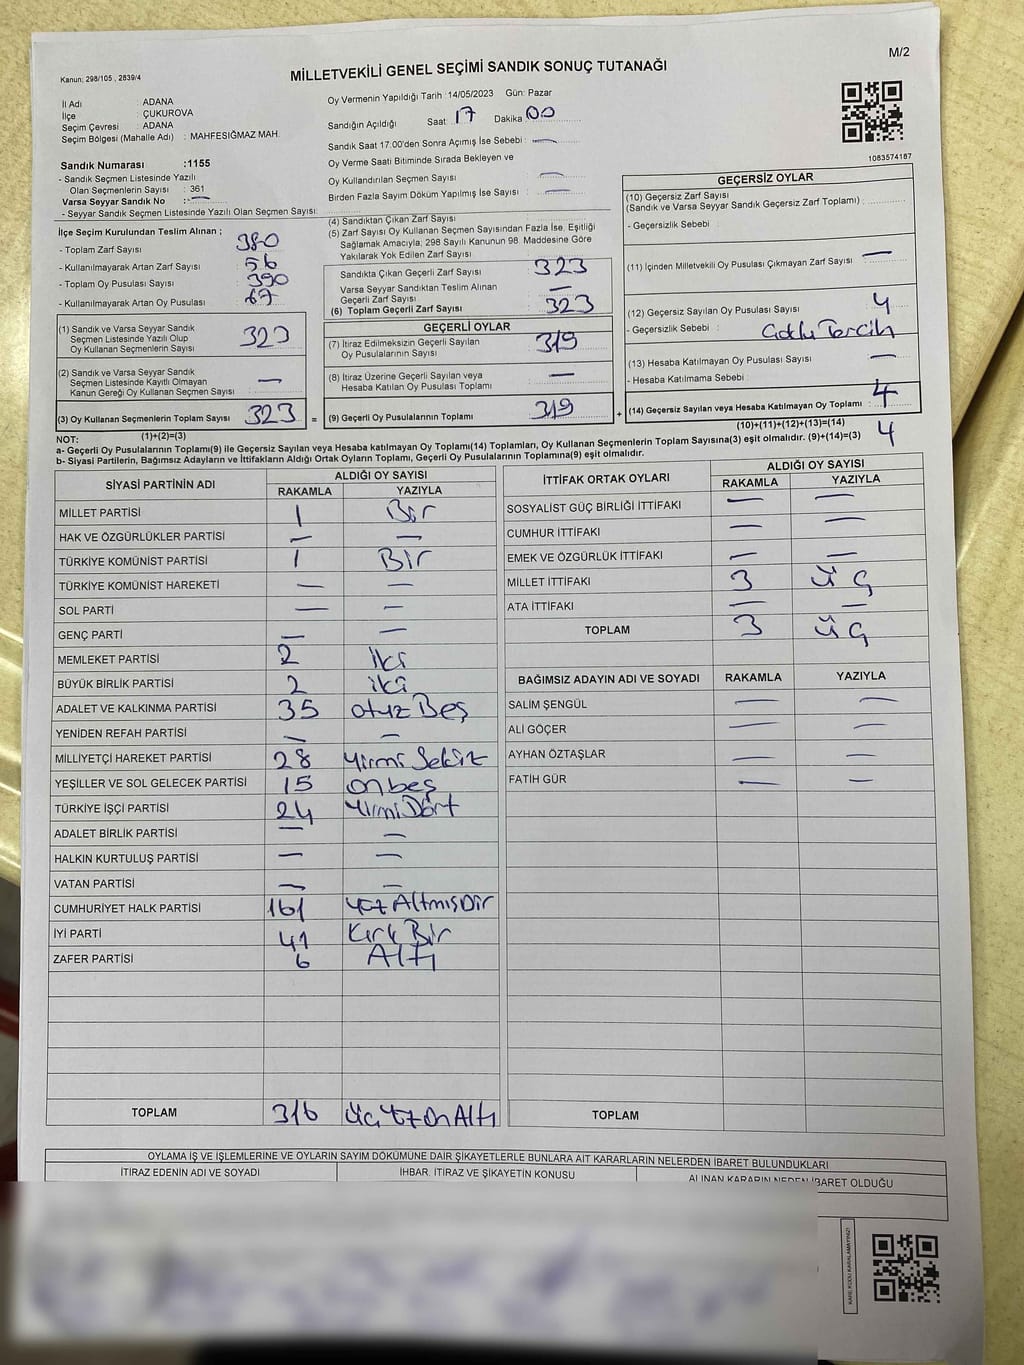 M/2
Kanun: 298/105 , 2839/4
MİLLETVEKİLİ GENEL SEÇİMİ SANDIK SONUÇ TUTANAĞI
İl Adı : ADANA
İlçe : ÇUKUROVA
Seçim Çevresi : ADANA
Seçim Bölgesi (Mahalle Adı) : MAHFESIĞMAZ MAH.
Sandık Numarası :1155
- Sandık Seçmen Listesinde Yazılı
Olan Seçmenlerin Sayısı : 361
Varsa Seyyar Sandık No : —
- Seyyar Sandık Seçmen Listesinde Yazılı Olan Seçmen Sayısı:
Oy Vermenin Yapıldığı Tarih :14/05/2023 Gün: Pazar
Sandığın Açıldığı Saat 17 Dakika 00
Sandık Saat 17:00'den Sonra Açımış İse Sebebi : —
Oy Verme Saati Bitiminde Sırada Bekleyen ve
Oy Kullandırılan Seçmen Sayısı —
Birden Fazla Sayım Döküm Yapılmış İse Sayısı : —
1083574187
İlçe Seçim Kurulundan Teslim Alınan ;
- Toplam Zarf Sayısı 380
- Kullanılmayarak Artan Zarf Sayısı 56
- Toplam Oy Pusulası Sayısı 390
- Kullanılmayarak Artan Oy Pusulası 67
(1) Sandık ve Varsa Seyyar Sandık
Seçmen Listesinde Yazılı Olup
Oy Kullanan Seçmenlerin Sayısı 323
(2) Sandık ve Varsa Seyyar Sandık
Seçmen Listesinde Kayıtlı Olmayan
Kanun Gereği Oy Kullanan Seçmen Sayısı —
(3) Oy Kullanan Seçmenlerin Toplam Sayısı 323 =
(1)+(2)=(3)
(4) Sandıktan Çıkan Zarf Sayısı
(5) Zarf Sayısı Oy Kullanan Seçmen Sayısından Fazla İse, Eşitliği
Sağlamak Amacıyla; 298 Sayılı Kanunun 98. Maddesine Göre
Yakılarak Yok Edilen Zarf Sayısı
Sandıkta Çıkan Geçerli Zarf Sayısı 323
Varsa Seyyar Sandıktan Teslim Alınan
Geçerli Zarf Sayısı —
(6) Toplam Geçerli Zarf Sayısı 323
GEÇERLİ OYLAR
(7) İtiraz Edilmeksizin Geçerli Sayılan
Oy Pusulalarının Sayısı 319
(8) İtiraz Üzerine Geçerli Sayılan veya
Hesaba Katılan Oy Pusulası Toplamı —
(9) Geçerli Oy Pusulalarının Toplamı 319 +
GEÇERSİZ OYLAR
(10) Geçersiz Zarf Sayısı
(Sandık ve Varsa Seyyar Sandık Geçersiz Zarf Toplamı) :
- Geçersizlik Sebebi :
(11) İçinden Milletvekili Oy Pusulası Çıkmayan Zarf Sayısı —
(12) Geçersiz Sayılan Oy Pusulası Sayısı 4
- Geçersizlik Sebebi : Çoklu Tercih
(13) Hesaba Katılmayan Oy Pusulası Sayısı —
- Hesaba Katılmama Sebebi :
(14) Geçersiz Sayılan veya Hesaba Katılmayan Oy Toplamı 4
(10)+(11)+(12)+(13)=(14)
4
NOT:
a- Geçerli Oy Pusulalarının Toplamı(9) ile Geçersiz Sayılan veya Hesaba katılmayan Oy Toplamı(14) Toplamları, Oy Kullanan Seçmenlerin Toplam Sayısına(3) eşit olmalıdır. (9)+(14)=(3)
b- Siyasi Partilerin, Bağımsız Adayların ve İttifakların Aldığı Ortak Oyların Toplamı, Geçerli Oy Pusulalarının Toplamına(9) eşit olmalıdır.
SİYASİ PARTİNİN ADI ALDIĞI OY SAYISI
RAKAMLA YAZIYLA
MİLLET PARTİSİ 1 Bir
HAK VE ÖZGÜRLÜKLER PARTİSİ — —
TÜRKİYE KOMÜNİST PARTİSİ 1 Bir
TÜRKİYE KOMÜNİST HAREKETİ — —
SOL PARTİ — —
GENÇ PARTİ — —
MEMLEKET PARTİSİ 2 iki
BÜYÜK BİRLİK PARTİSİ 2 iki
ADALET VE KALKINMA PARTİSİ 35 otuz Beş
YENİDEN REFAH PARTİSİ — —
MİLLİYETÇİ HAREKET PARTİSİ 28 Yirmi Sekiz
YEŞİLLER VE SOL GELECEK PARTİSİ 15 onbeş
TÜRKİYE İŞÇİ PARTİSİ 24 YirmiDört
ADALET BİRLİK PARTİSİ — —
HALKIN KURTULUŞ PARTİSİ — —
VATAN PARTİSİ — —
CUMHURİYET HALK PARTİSİ 161 Yüz AltmışBir
İYİ PARTİ 41 Kırk Bir
ZAFER PARTİSİ 6 Altı
TOPLAM 316 Üç Yüz On Altı
İTTİFAK ORTAK OYLARI ALDIĞI OY SAYISI
RAKAMLA YAZIYLA
SOSYALİST GÜÇ BİRLİĞİ İTTİFAKI — —
CUMHUR İTTİFAKI — —
EMEK VE ÖZGÜRLÜK İTTİFAKI — —
MİLLET İTTİFAKI 3 üç
ATA İTTİFAKI — —
TOPLAM 3 üç
BAĞIMSIZ ADAYIN ADI VE SOYADI RAKAMLA YAZIYLA
SALİM ŞENGÜL — —
ALİ GÖÇER — —
AYHAN ÖZTAŞLAR — —
FATİH GÜR — —
TOPLAM
OYLAMA İŞ VE İŞLEMLERİNE VE OYLARIN SAYIM DÖKÜMÜNE DAİR ŞİKAYETLERLE BUNLARA AİT KARARLARIN NELERDEN İBARET BULUNDUKLARI
İTİRAZ EDENİN ADI VE SOYADI İHBAR, İTİRAZ VE ŞİKAYETİN KONUSU ALINAN KARARIN NEDEN İBARET OLDUĞU
KARE KODU KARALAMAYINIZ!